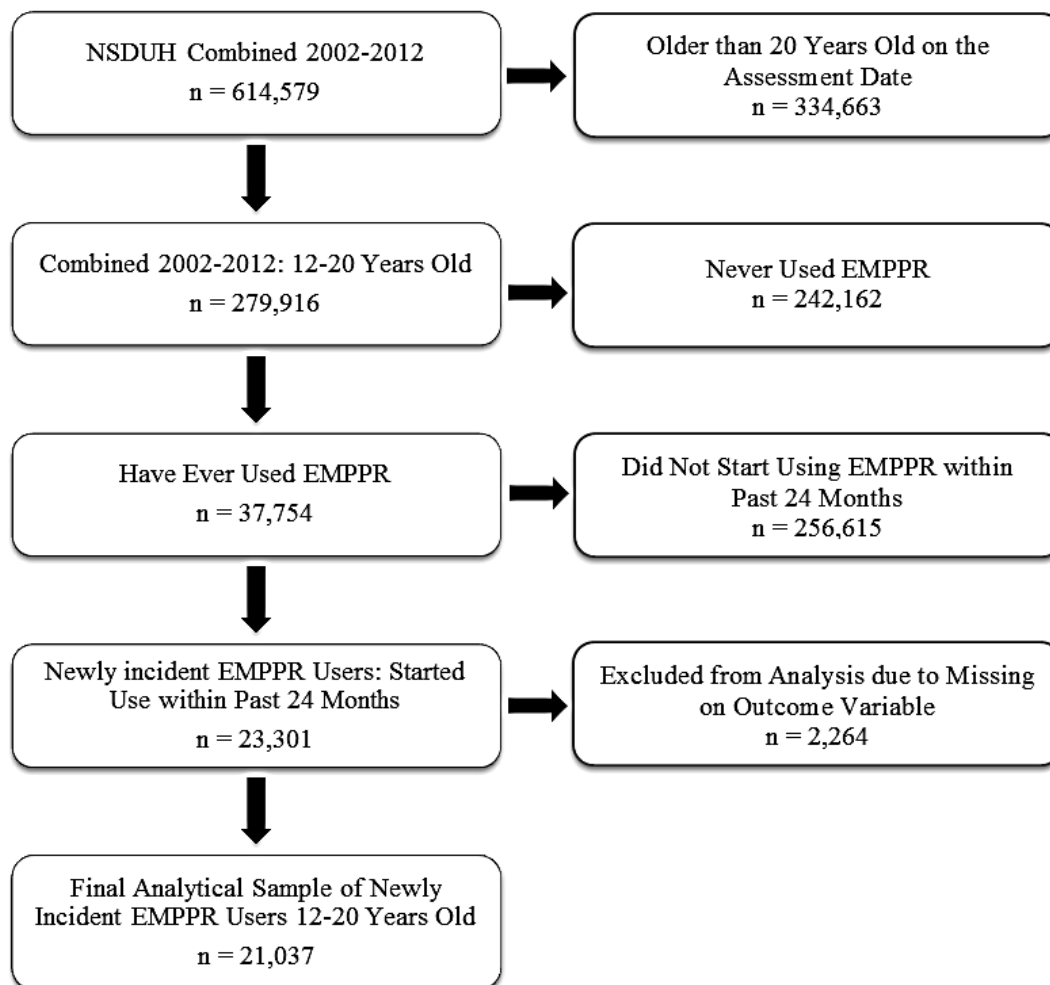 NSDUH Combined 2002-2012
n = 614,579
Older than 20 Years Old on the
Assessment Date
n = 334,663
Combined 2002-2012: 12-20 Years Old
n = 279,916
Never Used EMPPR
n = 242,162
Have Ever Used EMPPR
n = 37,754
Did Not Start Using EMPPR within
Past 24 Months
n = 256,615
Newly incident EMPPR Users: Started
Use within Past 24 Months
n = 23,301
Excluded from Analysis due to Missing
on Outcome Variable
n = 2,264
Final Analytical Sample of Newly
Incident EMPPR Users 12-20 Years Old
n = 21,037